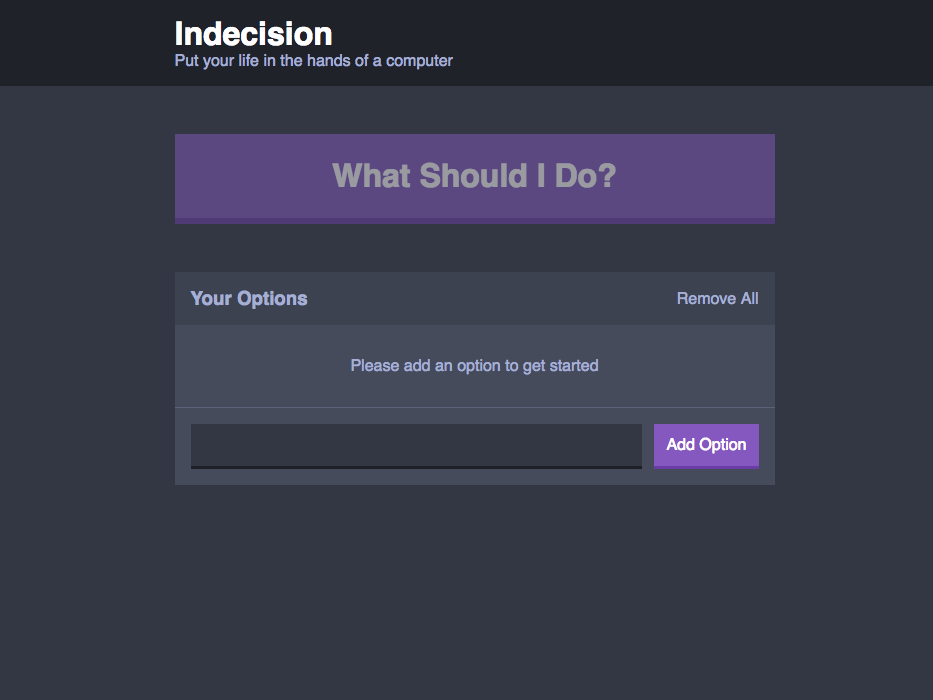 Indecision
Put your life in the hands of a computer
What Should I Do?
Your Options
Remove All
Please add an option to get started
Add Option